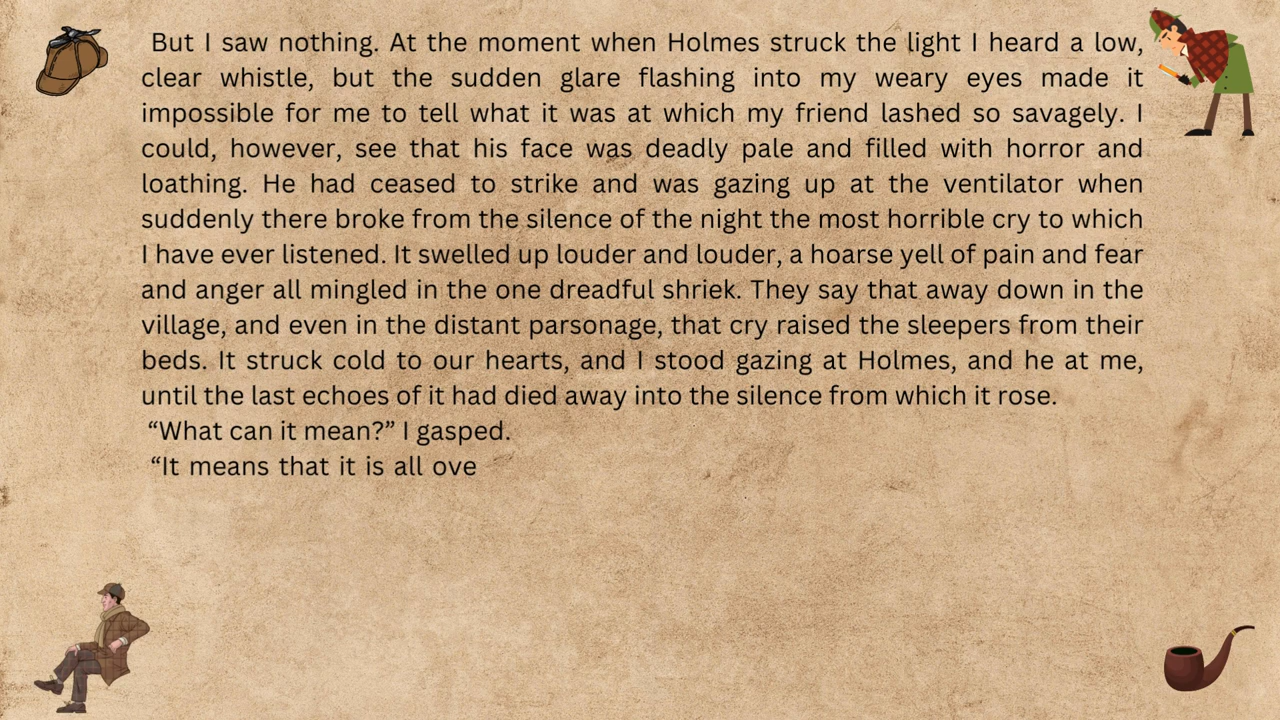 But I saw nothing. At the moment when Holmes struck the light I heard a low,
clear whistle, but the sudden glare flashing into my weary eyes made it
impossible for me to tell what it was at which my friend lashed so savagely. I
could, however, see that his face was deadly pale and filled with horror and
loathing. He had ceased to strike and was gazing up at the ventilator when
suddenly there broke from the silence of the night the most horrible cry to which
I have ever listened. It swelled up louder and louder, a hoarse yell of pain and fear
and anger all mingled in the one dreadful shriek. They say that away down in the
village, and even in the distant parsonage, that cry raised the sleepers from their
beds. It struck cold to our hearts, and I stood gazing at Holmes, and he at me,
until the last echoes of it had died away into the silence from which it rose.
“What can it mean?” I gasped.
“It means that it is all ove